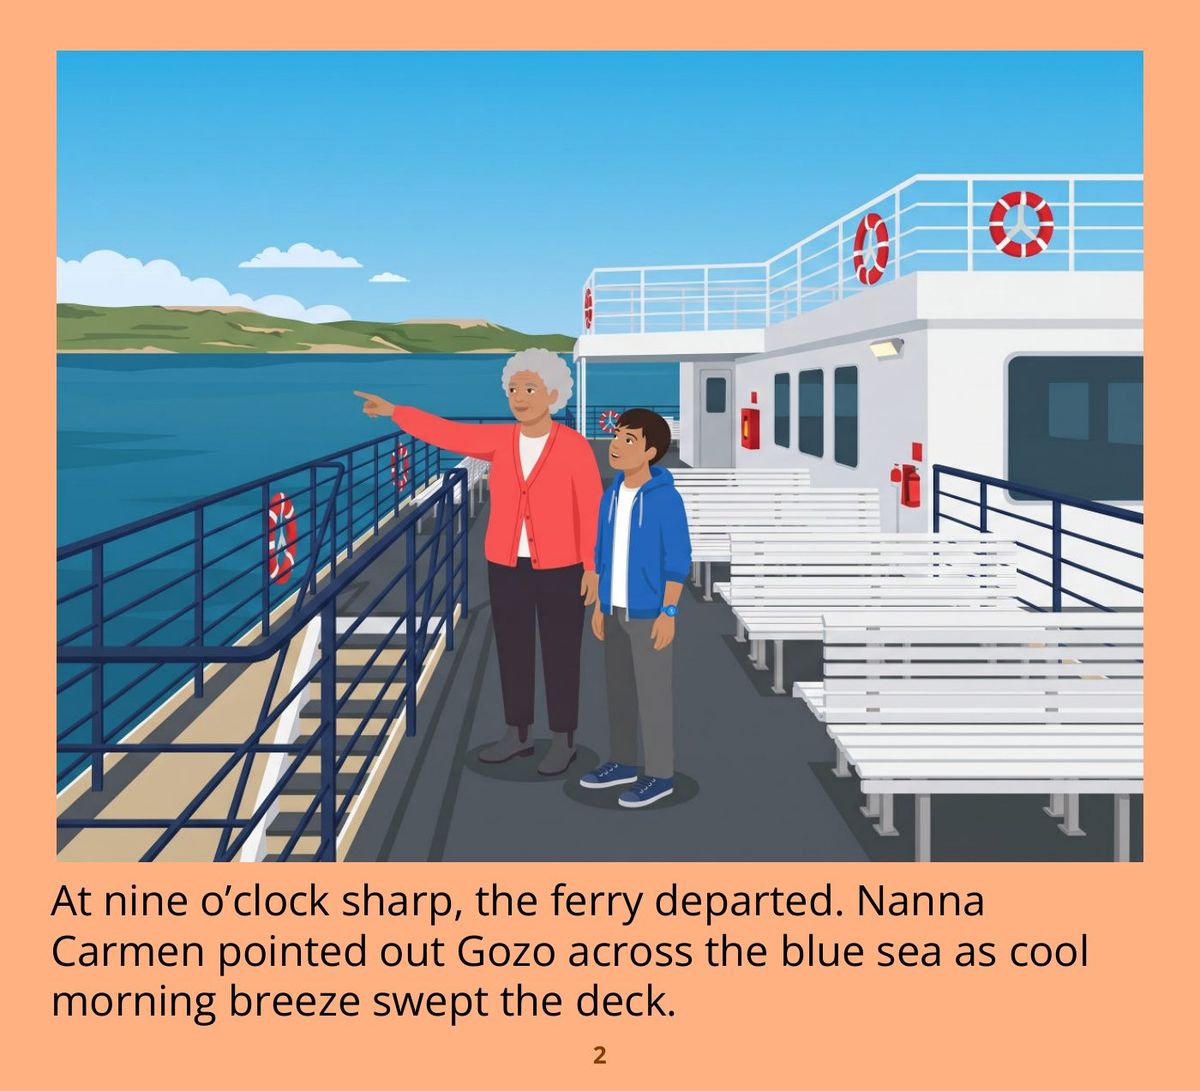 At nine o’clock sharp, the ferry departed. Nanna
Carmen pointed out Gozo across the blue sea as cool
morning breeze swept the deck.
2